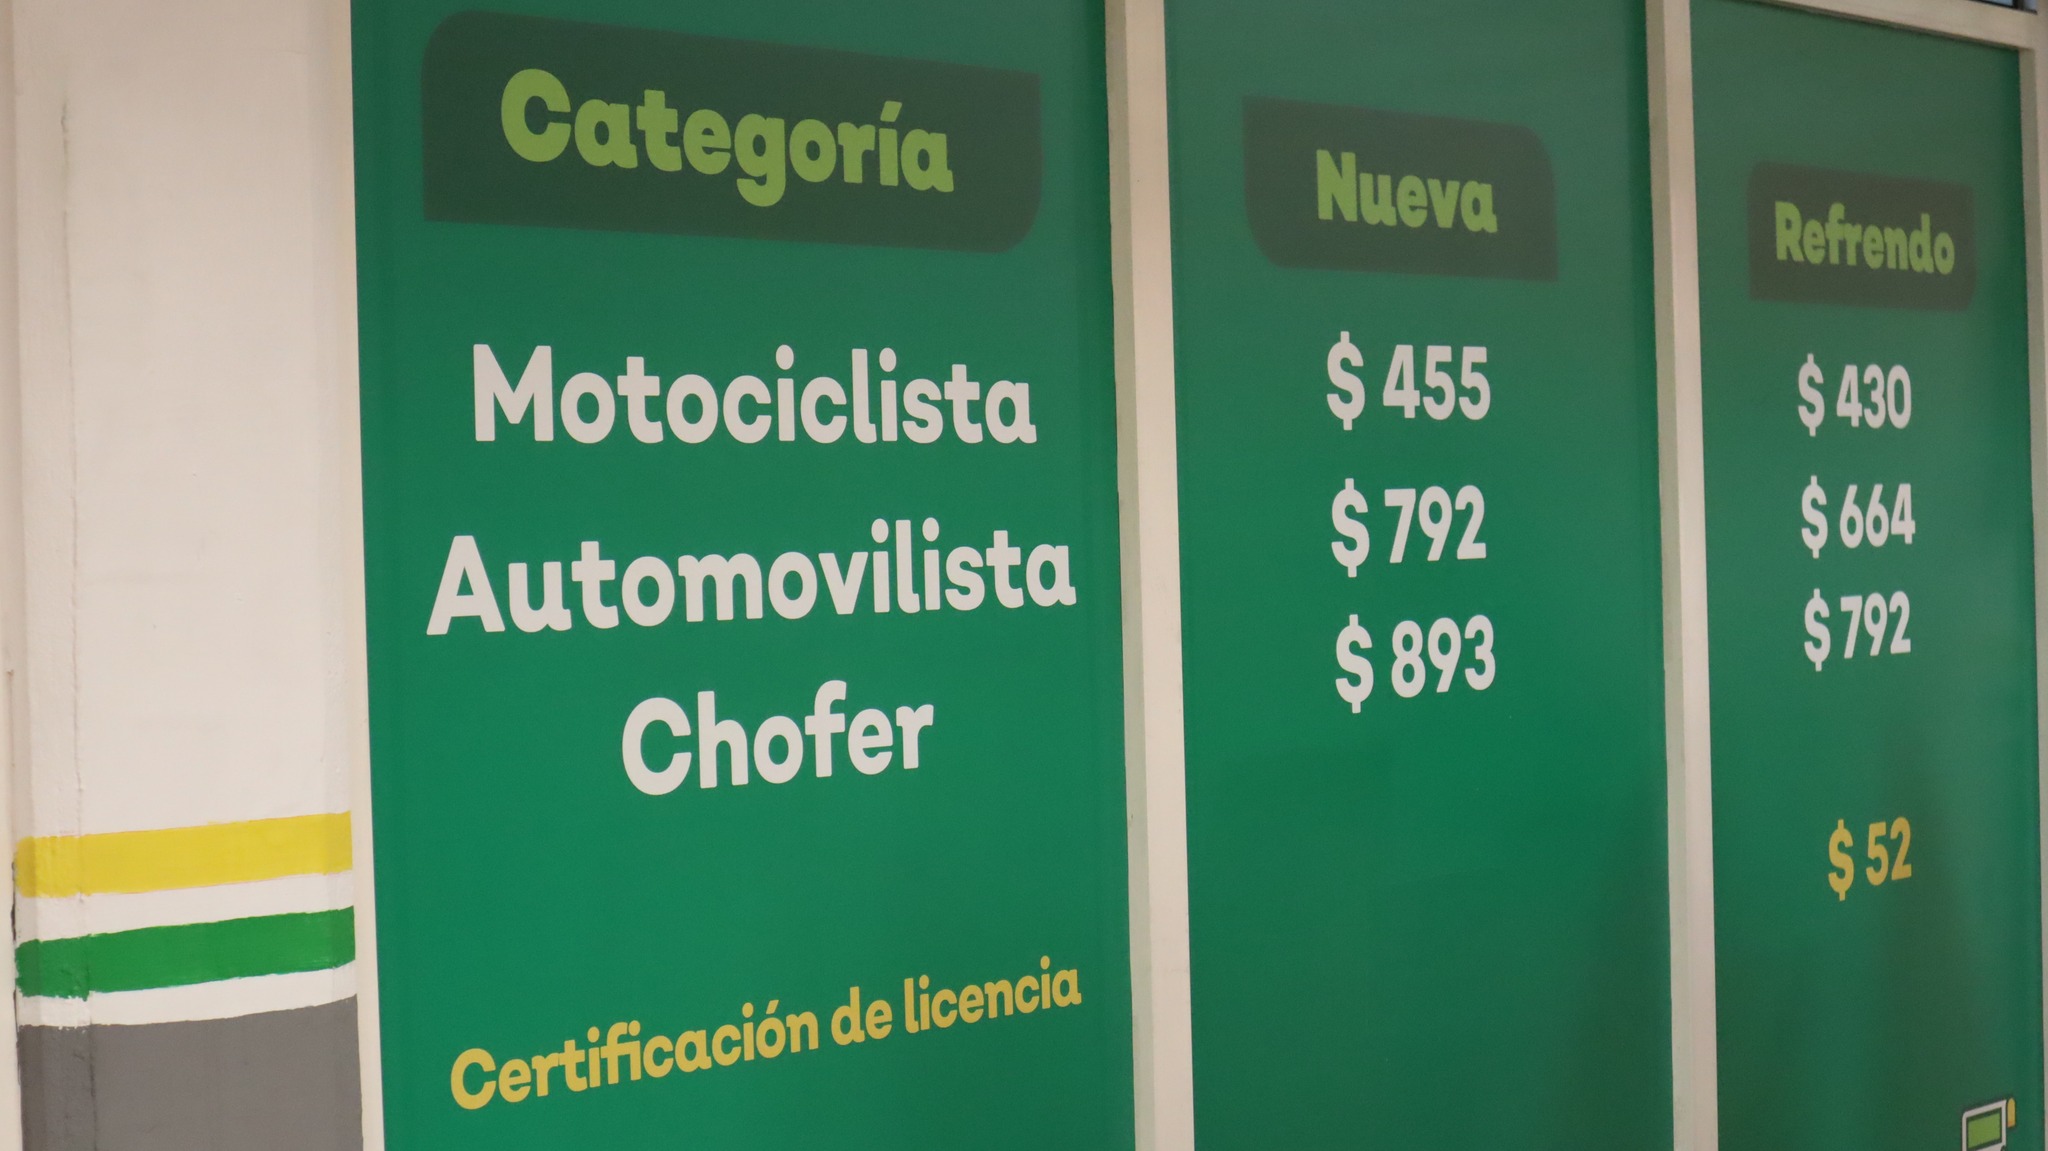 Categoría Nueva Refrendo
Motociclista $ 455 $ 430
Automovilista $ 792 $ 664
Chofer $ 893 $ 792
Certificación de licencia $ 52